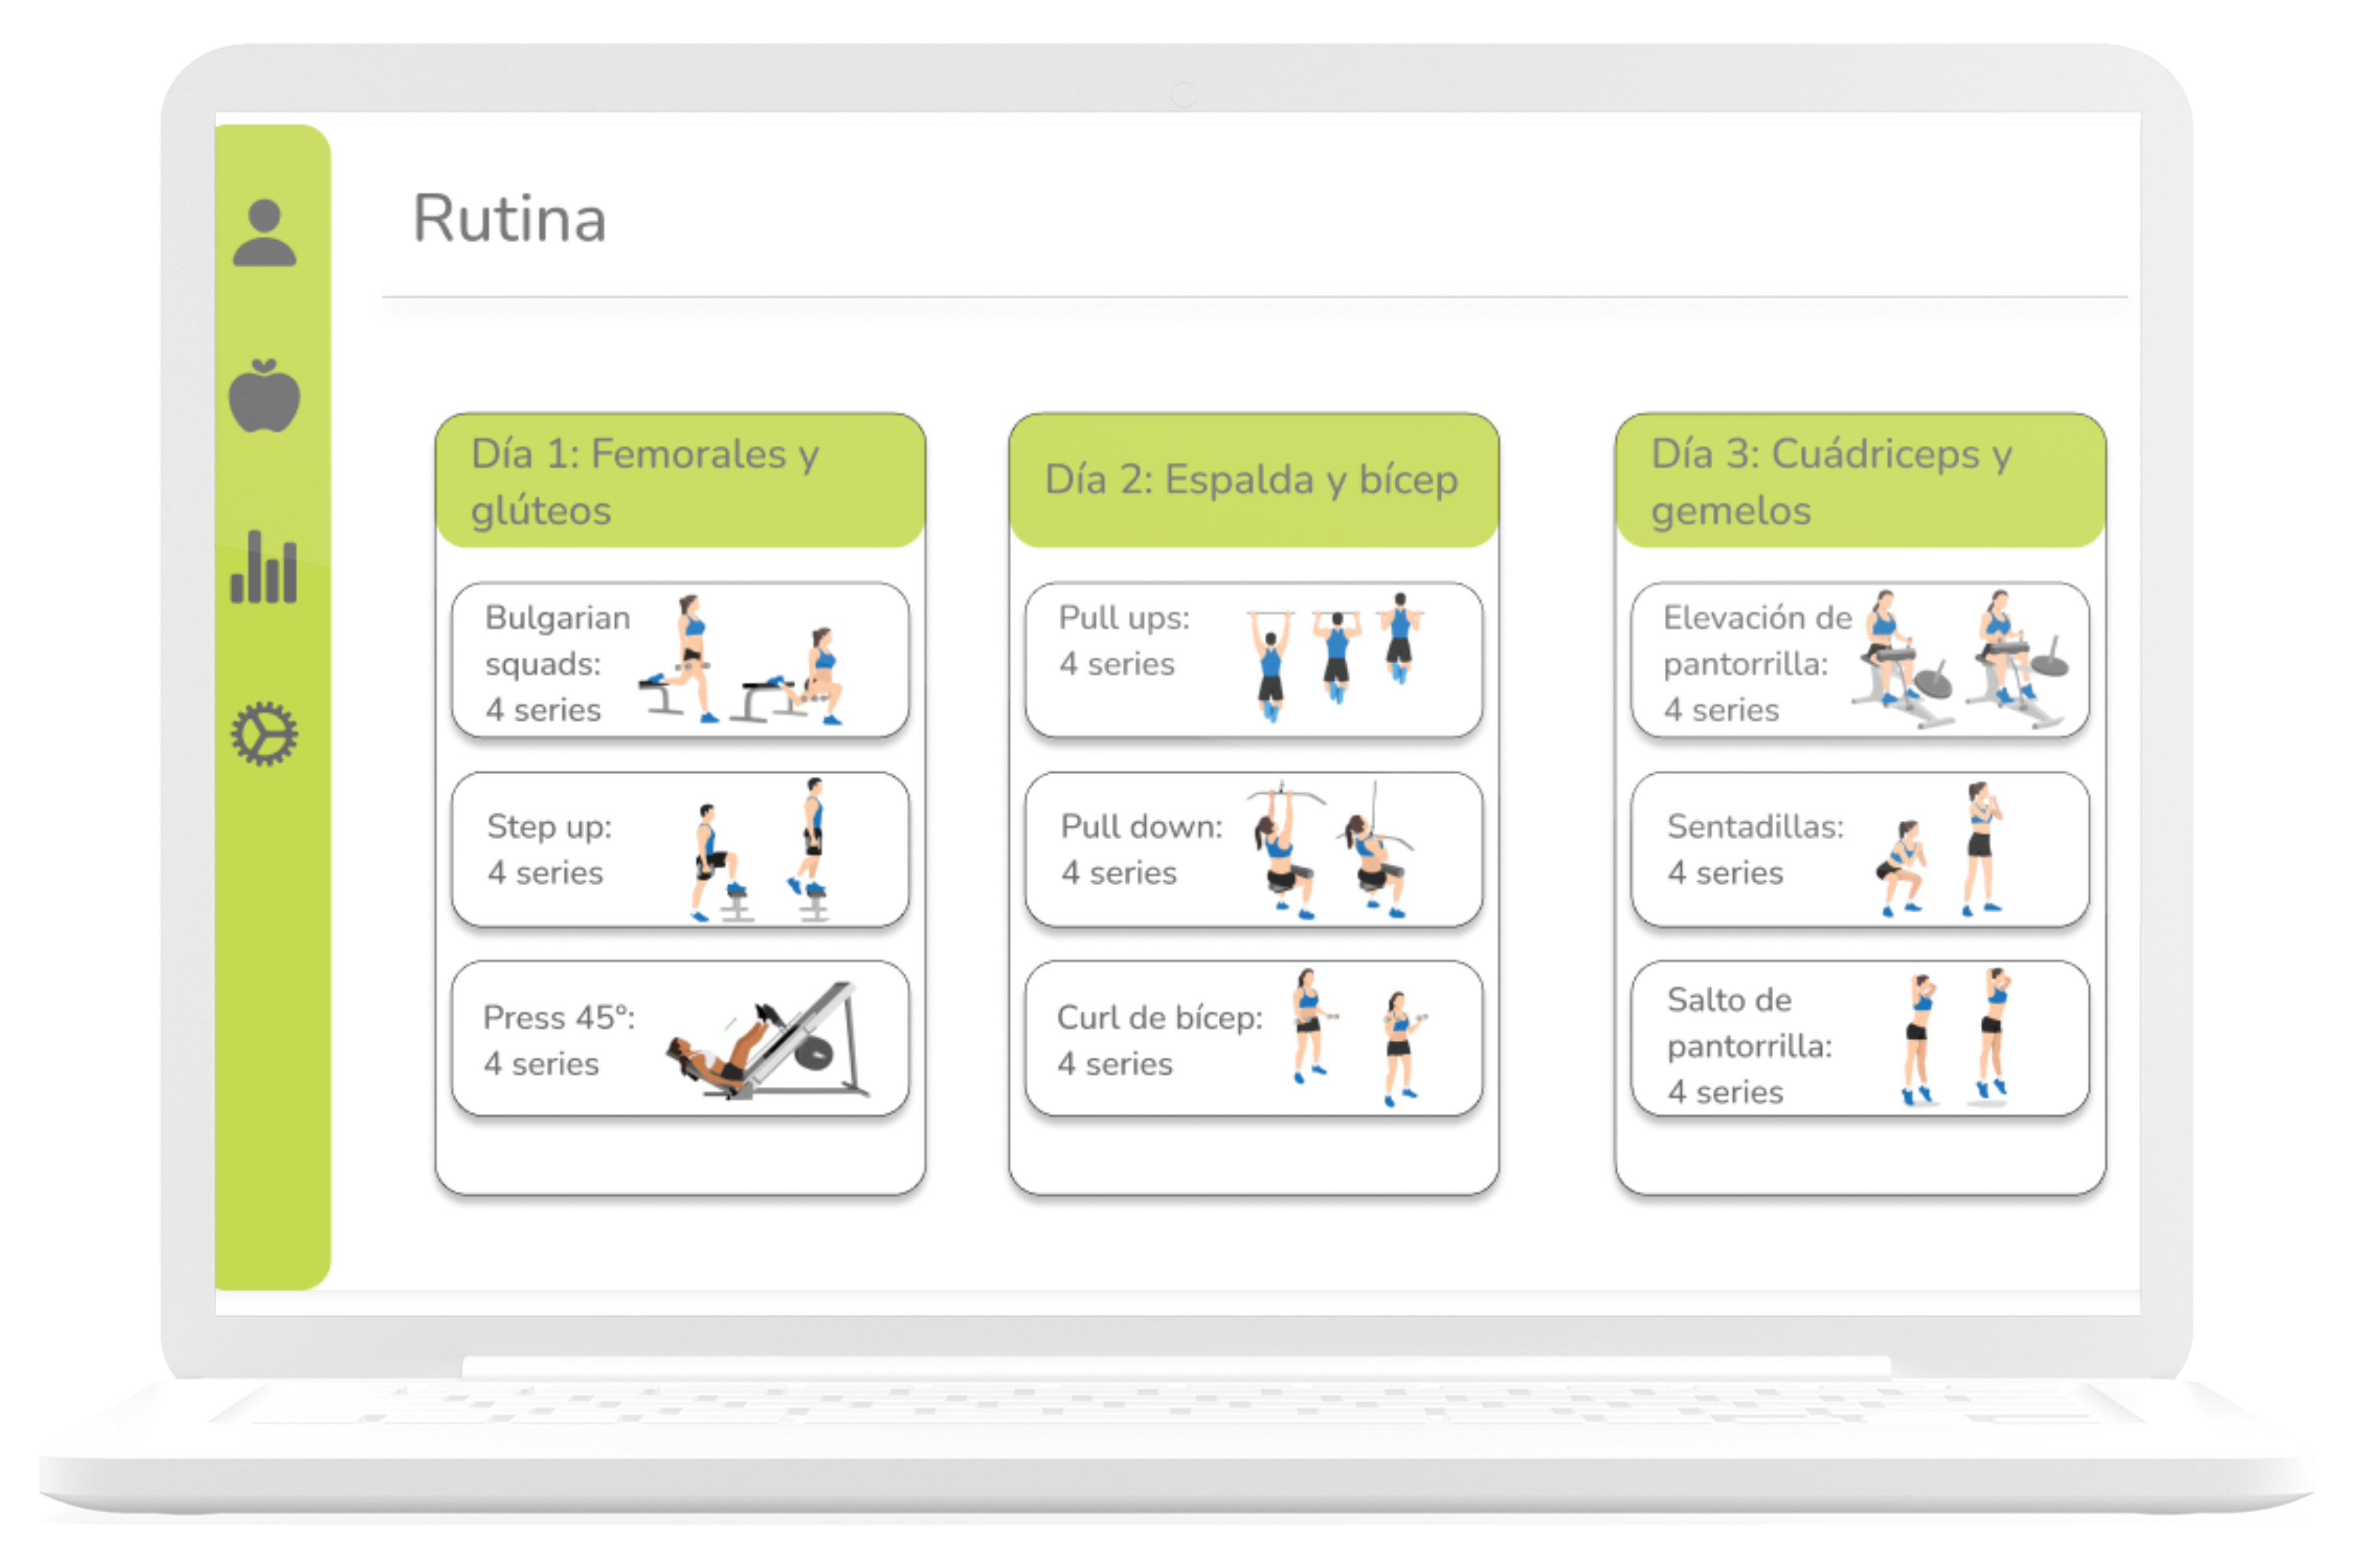 Rutina
Día 1: Femorales y
glúteos
Bulgarian
squads:
4 series
Step up:
4 series
Press 45°:
4 series
Día 2: Espalda y bícep
Pull ups:
4 series
Pull down:
4 series
Curl de bícep:
4 series
Día 3: Cuádriceps y
gemelos
Elevación de
pantorrilla:
4 series
Sentadillas:
4 series
Salto de
pantorrilla:
4 series